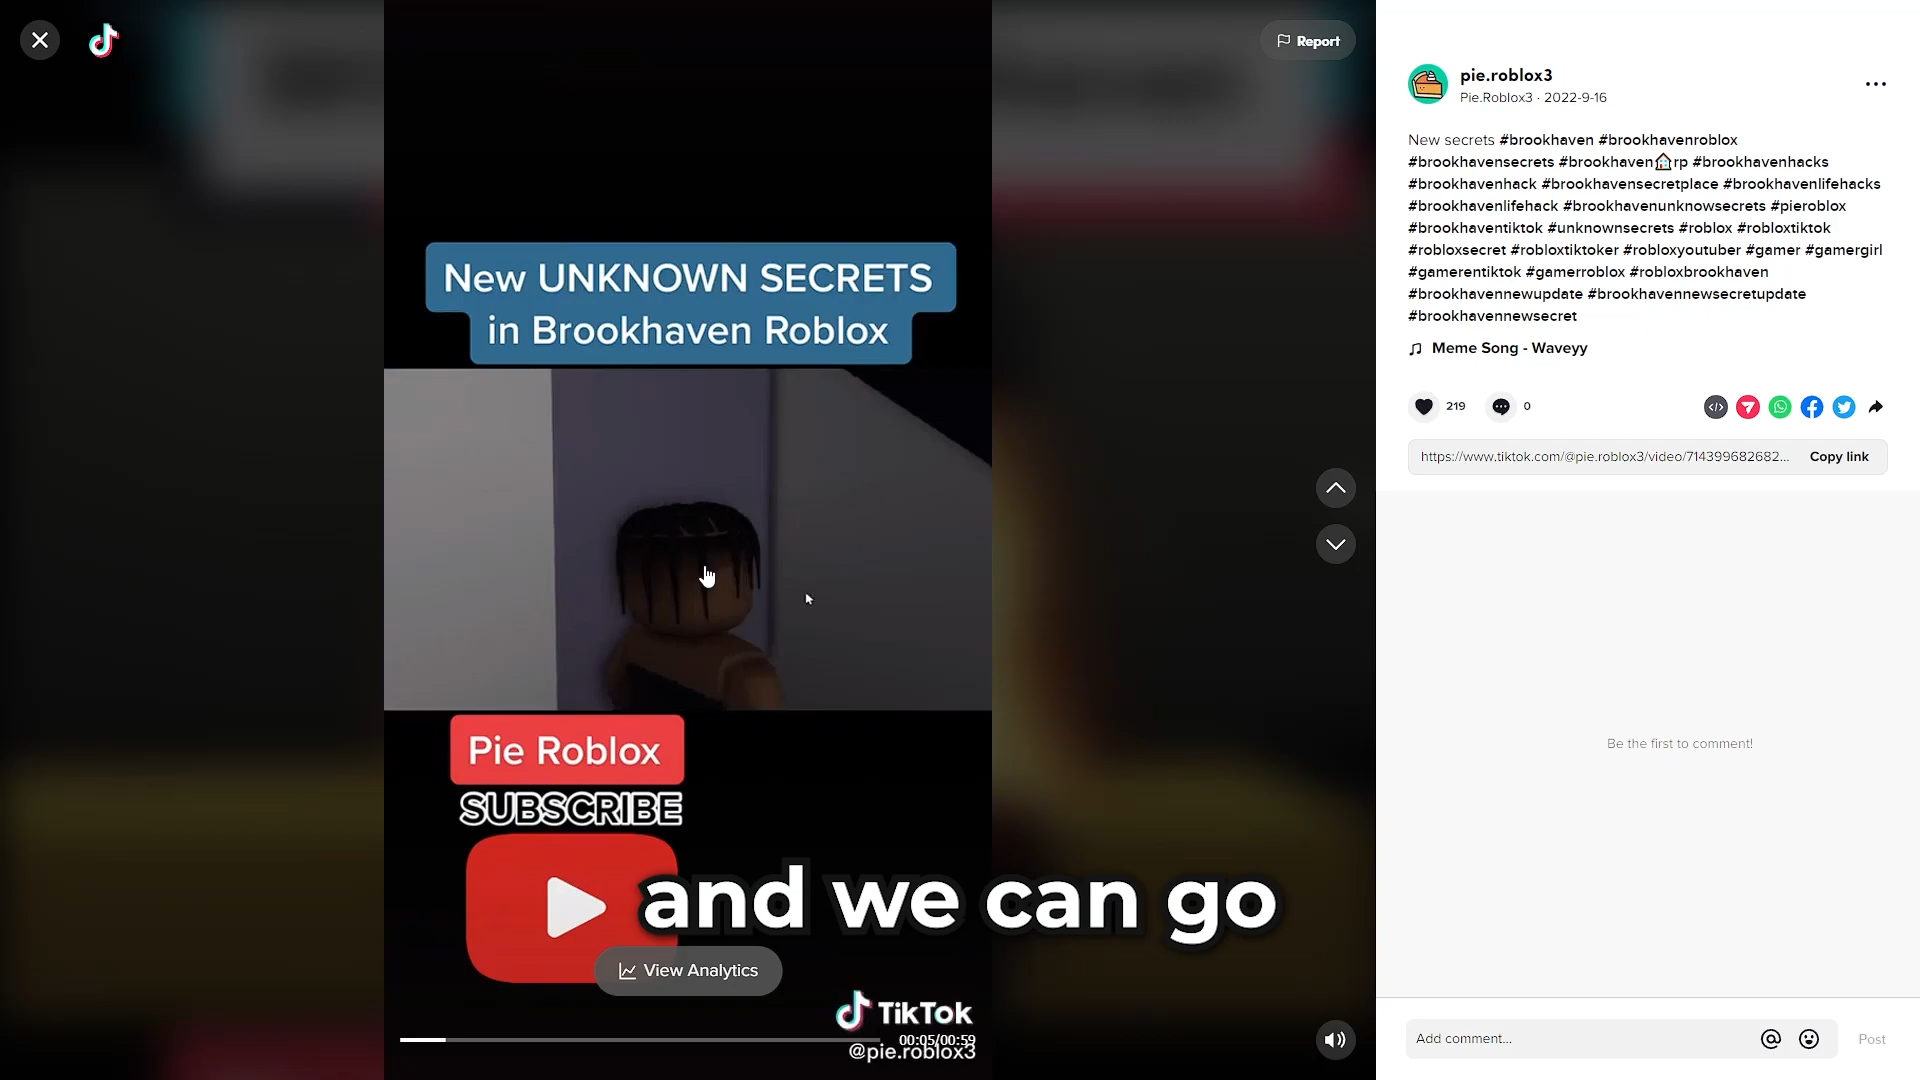 Report
New UNKNOWN SECRETS
in Brookhaven Roblox
Pie Roblox
SUBSCRIBE
and we can go
View Analytics
TikTok
00:05/00:59
@pie.roblox3
pie.roblox3
Pie.Roblox3 · 2022-9-16
New secrets #brookhaven #brookhavenroblox
#brookhavensecrets #brookhaven🏠rp #brookhavenhacks
#brookhavenhack #brookhavensecretplace #brookhavenlifehacks
#brookhavenlifehack #brookhavenunknowsecrets #pieroblox
#brookhaventiktok #unknownsecrets #roblox #robloxtiktok
#robloxsecret #robloxtiktoker #robloxyoutuber #gamer #gamergirl
#gamerentiktok #gamerroblox #robloxbrookhaven
#brookhavennewupdate #brookhavennewsecretupdate
#brookhavennewsecret
Meme Song - Waveyy
219
0
https://www.tiktok.com/@pie.roblox3/video/714399682682...
Copy link
Be the first to comment!
Add comment...
Post